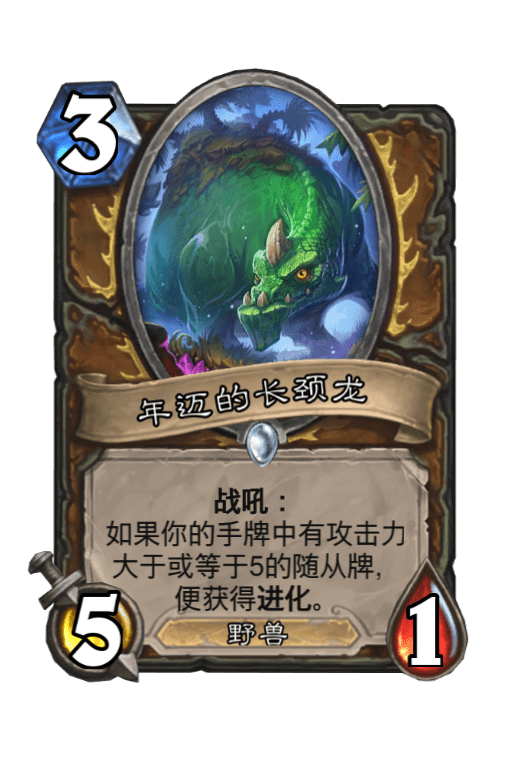 3
年迈的长颈龙
战吼：
如果你的手牌中有攻击力
大于或等于5的随从牌，
便获得进化。
野兽
5
1